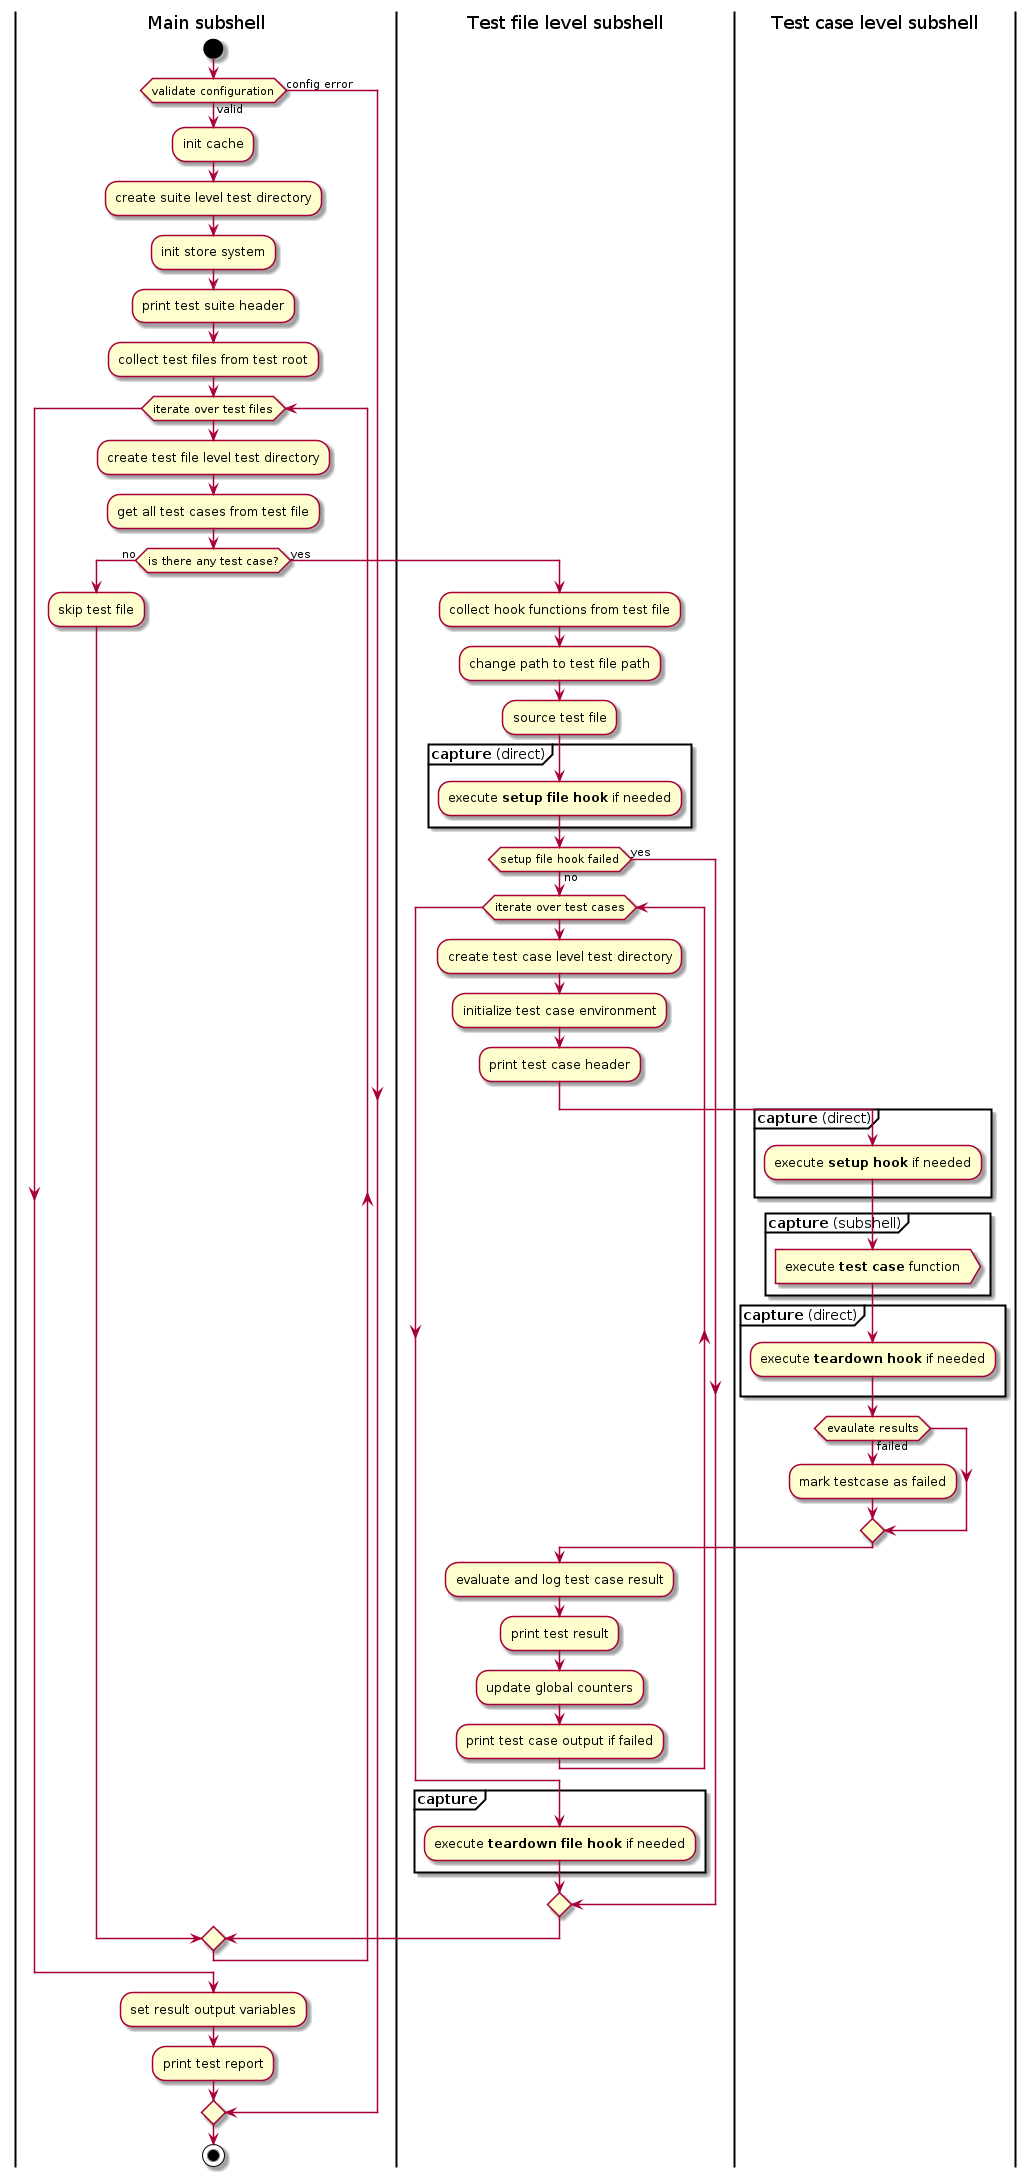 Main subshell
Test file level subshell
Test case level subshell
validate configuration
config error
valid
init cache
create suite level test directory
init store system
print test suite header
collect test files from test root
iterate over test files
create test file level test directory
get all test cases from test file
no
is there any test case?
yes
skip test file
collect hook functions from test file
change path to test file path
source test file
capture (direct)
execute setup file hook if needed
setup file hook failed
yes
no
iterate over test cases
create test case level test directory
initialize test case environment
print test case header
capture (direct)
execute setup hook if needed
capture (subshell)
execute test case function
capture (direct)
execute teardown hook if needed
evaulate results
failed
mark testcase as failed
evaluate and log test case result
print test result
update global counters
print test case output if failed
capture
execute teardown file hook if needed
set result output variables
print test report